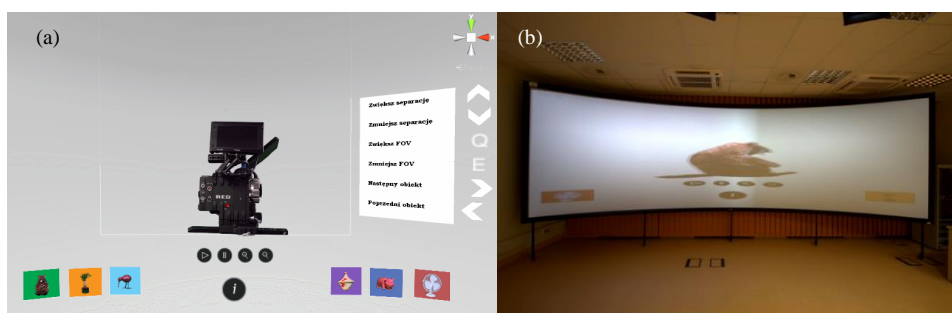 (a)
Y
x
Zwiększ separację
Zmniejsz separację
Zwiększ FOV
Zmniejsz FOV
Następny obiekt
Poprzedni obiekt
Q
E
RED
i
(b)